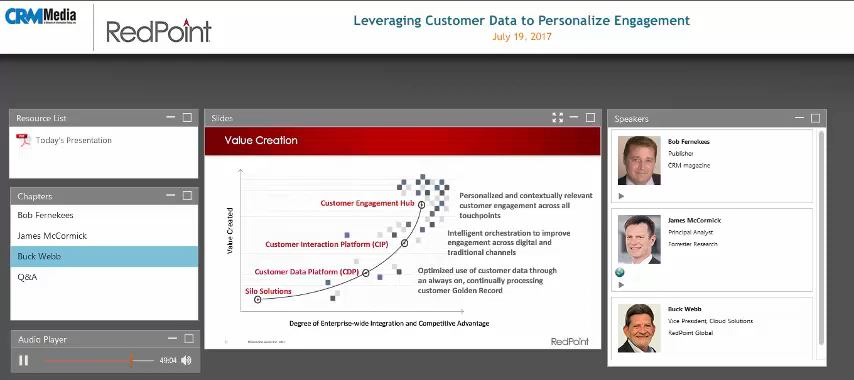 CRM Media
RedPoint
Leveraging Customer Data to Personalize Engagement
July 19, 2017
Resource List
Today's Presentation
Chapters
Bob Fernekees
James McCormick
Buck Webb
Q&A
Audio Player
49:04
Slides
Value Creation
Value Created
Customer Engagement Hub
Customer Interaction Platform (CIP)
Customer Data Platform (CDP)
Silo Solutions
Personalized and contextually relevant
customer engagement across all
touchpoints
Intelligent orchestration to improve
engagement across digital and
traditional channels
Optimized use of customer data through
an always on, continually processing
customer Golden Record
Degree of Enterprise-wide Integration and Competitive Advantage
RedPoint
Speakers
Bob Fernekees
Publisher
CRM magazine
James McCormick
Principal Analyst
Forrester Research
Buck Webb
Vice President, Cloud Solutions
RedPoint Global